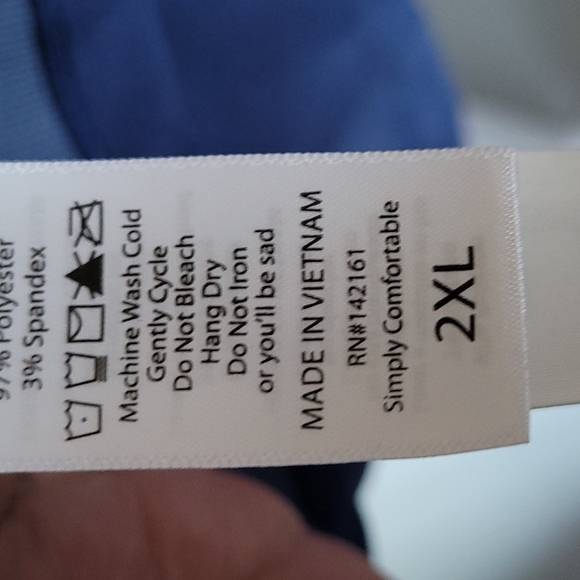 97% Polyester
3% Spandex
Machine Wash Cold
Gently Cycle
Do Not Bleach
Hang Dry
Do Not Iron
or you'll be sad
MADE IN VIETNAM
RN#142161
Simply Comfortable
2XL